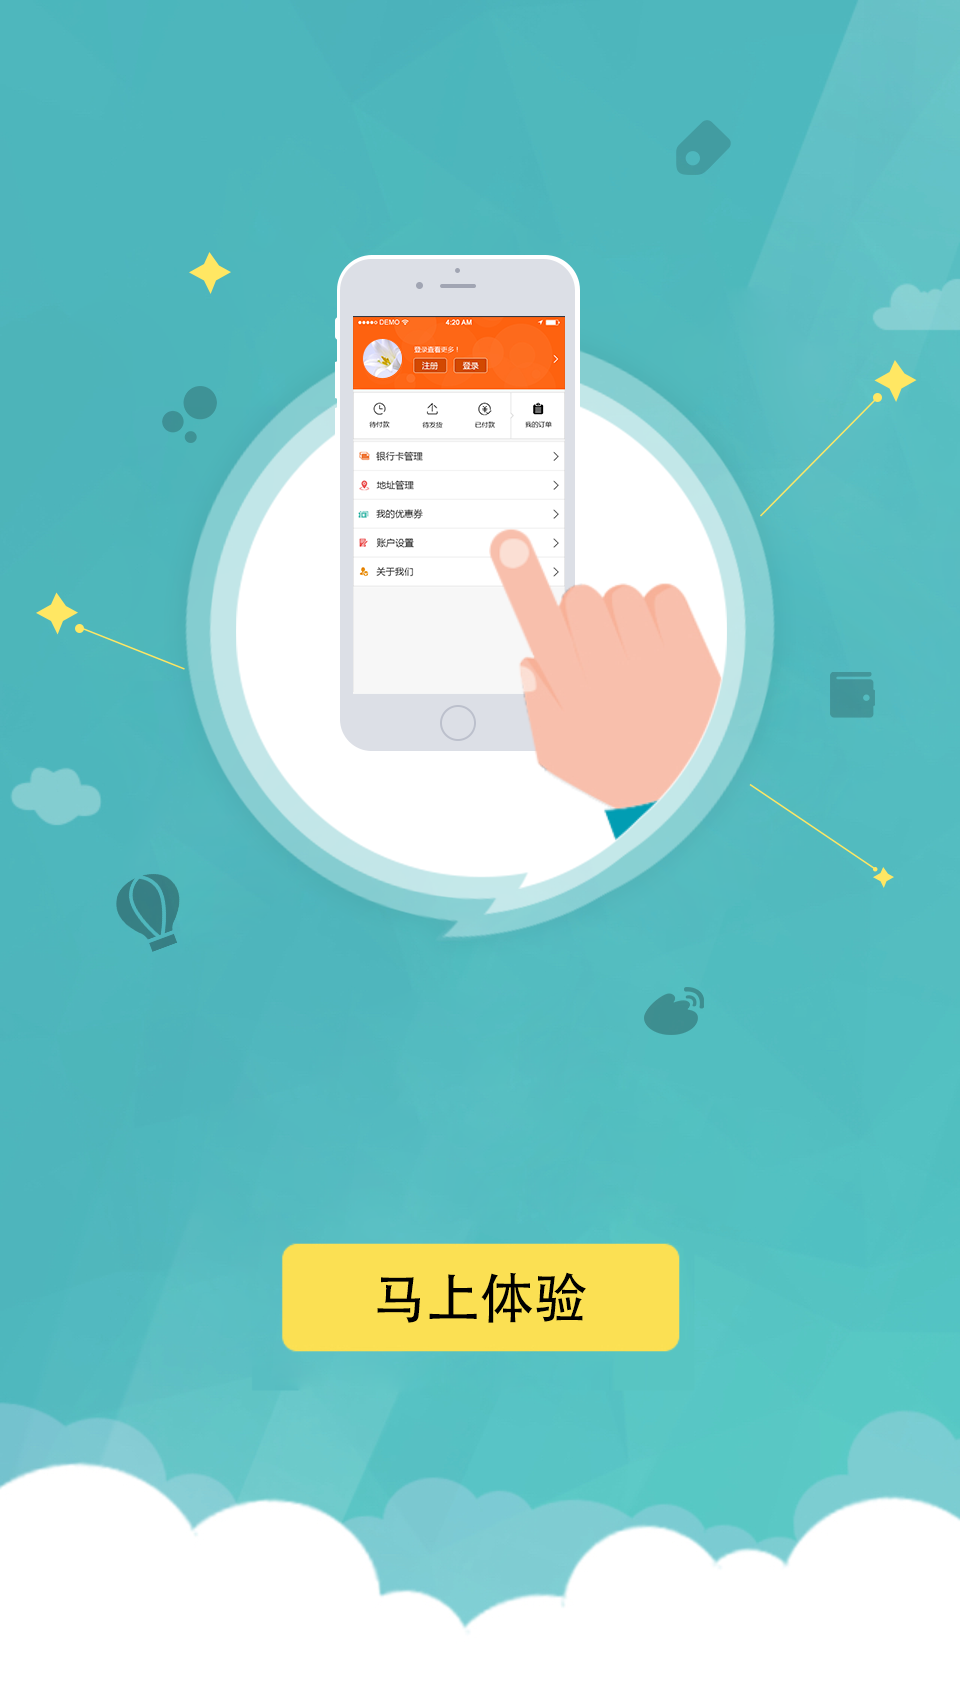 DEMO 4:20 AM
登录查看更多！
注册 登录
待付款 待发货 已付款 我的订单
银行卡管理
地址管理
我的优惠券
账户设置
关于我们
马上体验